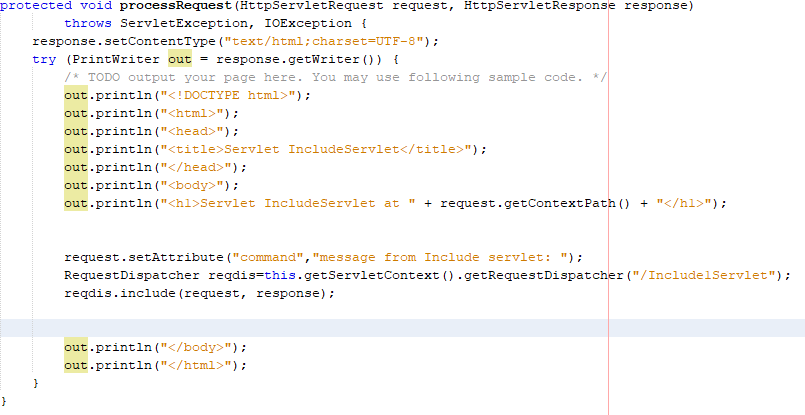 protected void processRequest(HttpServletRequest request, HttpServletResponse response)
throws ServletException, IOException {
response.setContentType("text/html;charset=UTF-8");
try (PrintWriter out = response.getWriter()) {
/* TODO output your page here. You may use following sample code. */
out.println("<!DOCTYPE html>");
out.println("<html>");
out.println("<head>");
out.println("<title>Servlet IncludeServlet</title>");
out.println("</head>");
out.println("<body>");
out.println("<h1>Servlet IncludeServlet at " + request.getContextPath() + "</h1>");
request.setAttribute("command","message from Include servlet: ");
RequestDispatcher reqdis=this.getServletContext().getRequestDispatcher("/Include1Servlet");
reqdis.include(request, response);
out.println("</body>");
out.println("</html>");
}
}